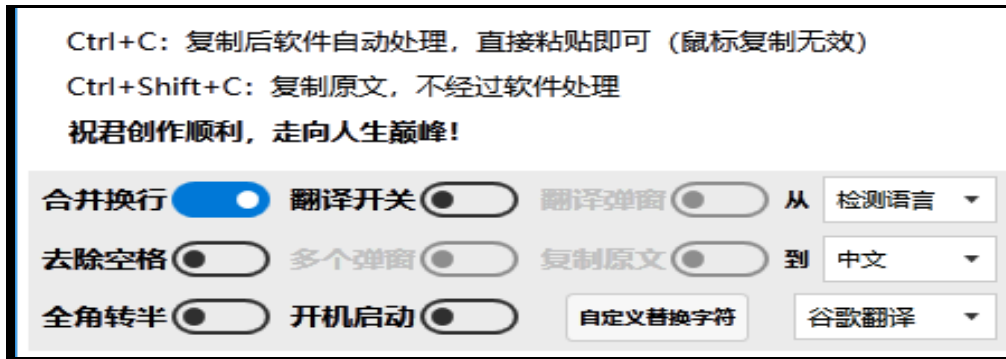 Ctrl+C：复制后软件自动处理，直接粘贴即可（鼠标复制无效）
Ctrl+Shift+C：复制原文，不经过软件处理
祝君创作顺利，走向人生巅峰！
合并换行 翻译开关 翻译弹窗 从 检测语言
去除空格 多个弹窗 复制原文 到 中文
全角转半 开机启动 自定义替换字符 谷歌翻译